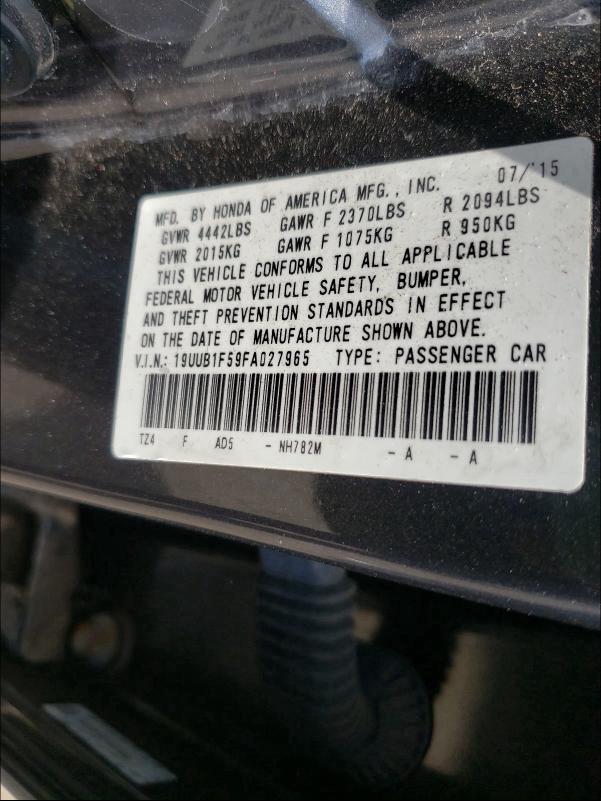 07/'15
MFD. BY HONDA OF AMERICA MFG., INC.
GVWR 4442LBS GAWR F 2370LBS R 2094LBS
GVWR 2015KG GAWR F 1075KG R 950KG
THIS VEHICLE CONFORMS TO ALL APPLICABLE
FEDERAL MOTOR VEHICLE SAFETY, BUMPER,
AND THEFT PREVENTION STANDARDS IN EFFECT
ON THE DATE OF MANUFACTURE SHOWN ABOVE.
V.I.N.: 19UUB1F59FA027965 TYPE: PASSENGER CAR
TZ4 F AD5 - NH782M - A - A